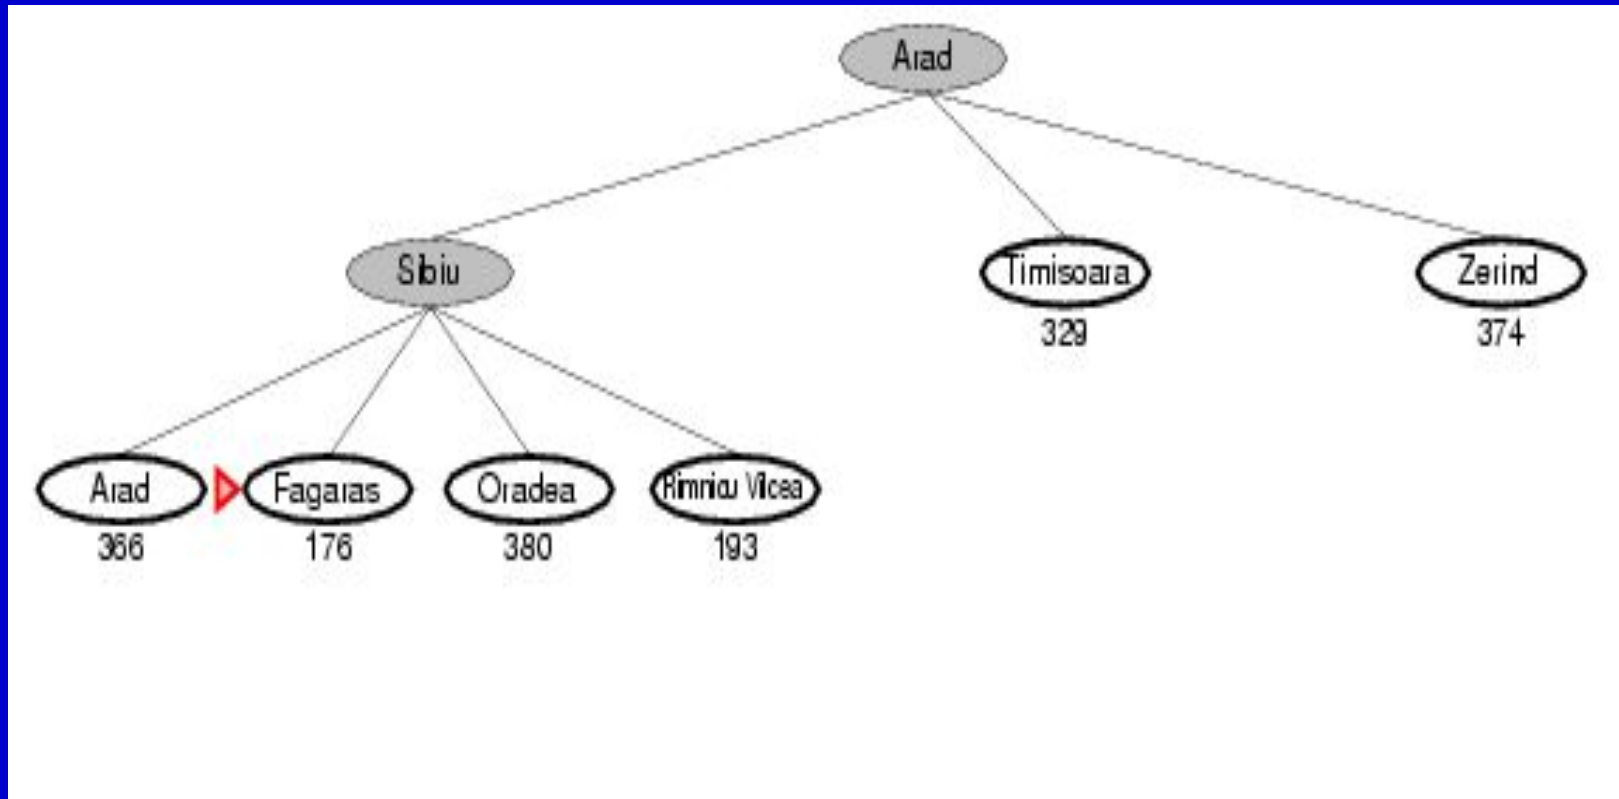 Arad
Sibiu
Timisoara
Zerind
329
374
Arad
Fagaras
Oradea
Rimnicu Vilcea
366
176
380
193